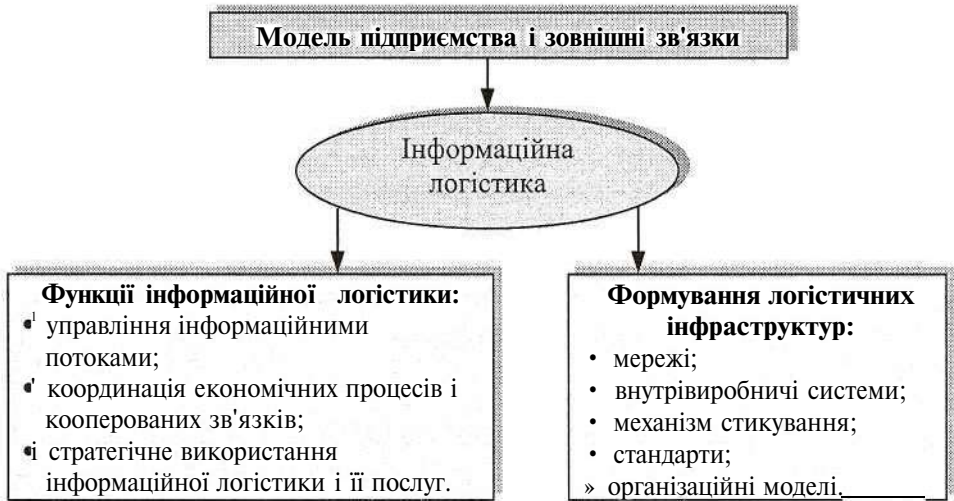 Модель підприємства і зовнішні зв'язки
Інформаційна
логістика
Функції інформаційної логістики:
• управління інформаційними
потоками;
• координація економічних процесів і
кооперованих зв'язків;
• стратегічне використання
інформаційної логістики і її послуг.
Формування логістичних
інфраструктур:
• мережі;
• внутрівиробничі системи;
• механізм стикування;
• стандарти;
» організаційні моделі.